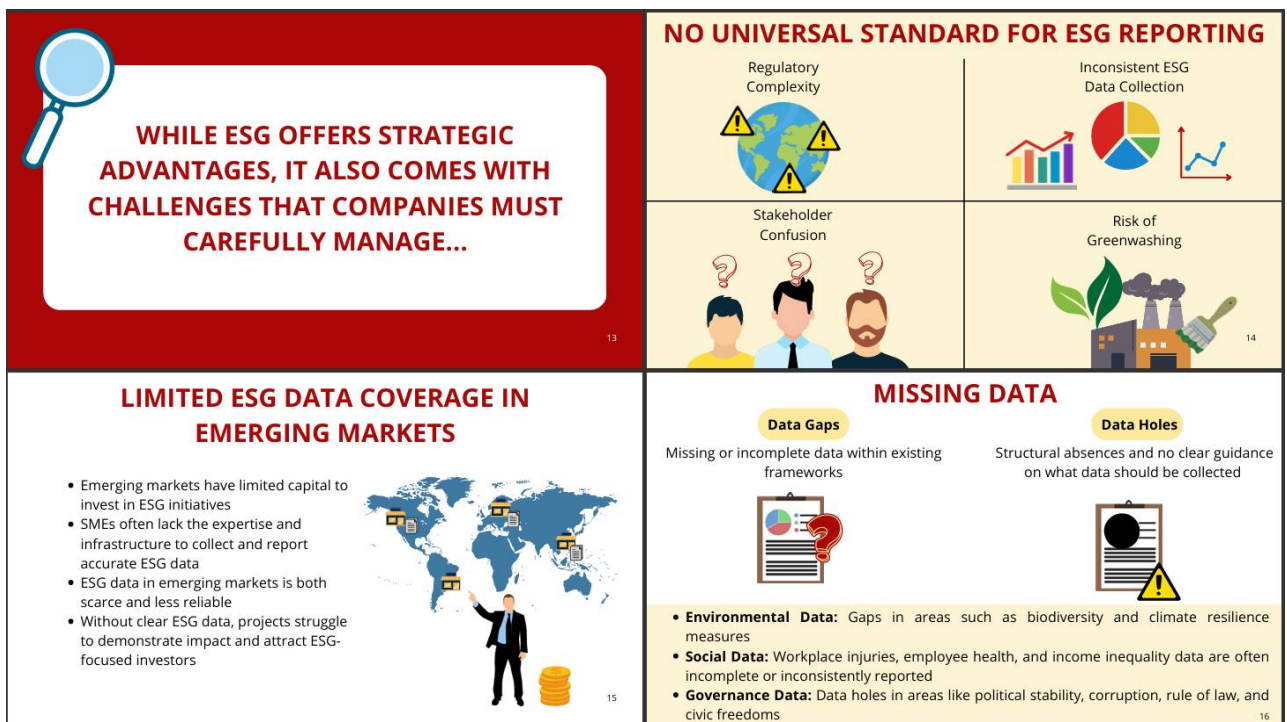 WHILE ESG OFFERS STRATEGIC
ADVANTAGES, IT ALSO COMES WITH
CHALLENGES THAT COMPANIES MUST
CAREFULLY MANAGE...
13
NO UNIVERSAL STANDARD FOR ESG REPORTING
Regulatory
Complexity
Inconsistent ESG
Data Collection
Stakeholder
Confusion
Risk of
Greenwashing
14
LIMITED ESG DATA COVERAGE IN
EMERGING MARKETS
• Emerging markets have limited capital to
invest in ESG initiatives
• SMEs often lack the expertise and
infrastructure to collect and report
accurate ESG data
• ESG data in emerging markets is both
scarce and less reliable
• Without clear ESG data, projects struggle
to demonstrate impact and attract ESG-
focused investors
15
MISSING DATA
Data Gaps
Missing or incomplete data within existing
frameworks
Data Holes
Structural absences and no clear guidance
on what data should be collected
• Environmental Data: Gaps in areas such as biodiversity and climate resilience
measures
• Social Data: Workplace injuries, employee health, and income inequality data are often
incomplete or inconsistently reported
• Governance Data: Data holes in areas like political stability, corruption, rule of law, and
civic freedoms
16